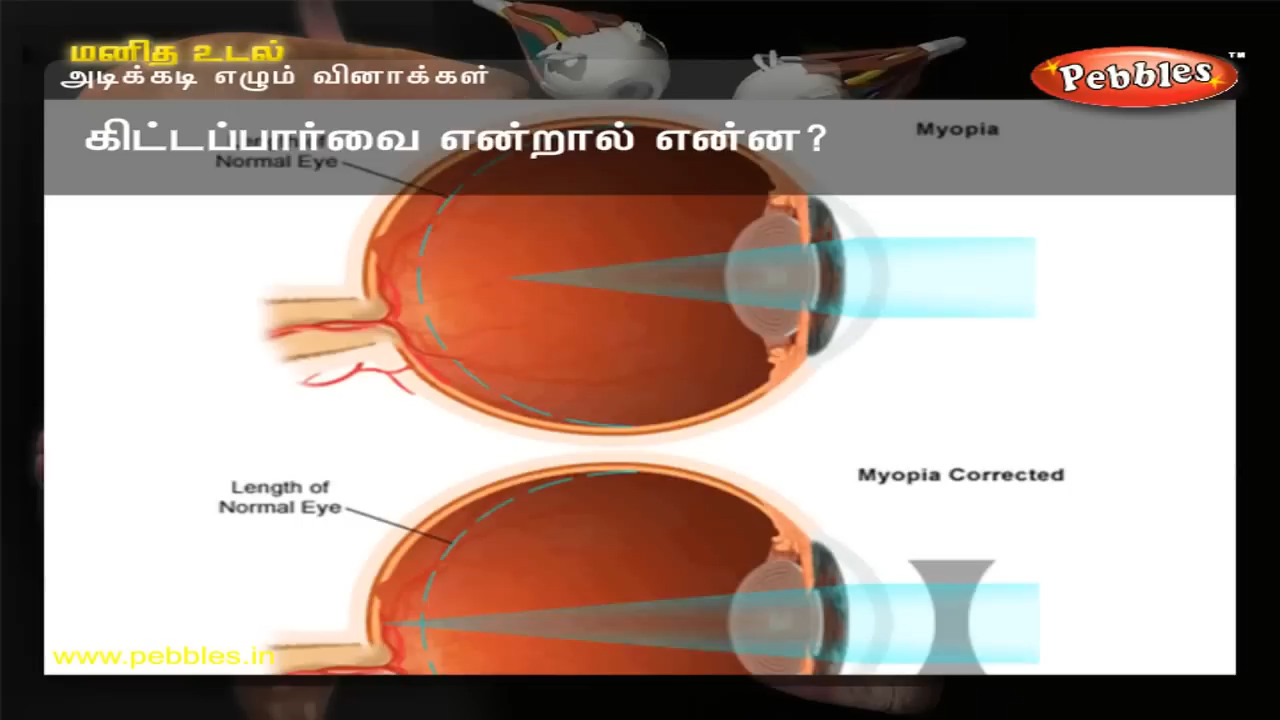 மனித உடல்
அடிக்கடி எழும் வினாக்கள்
Pebbles™
கிட்டப்பார்வை என்றால் என்ன?
Myopia
Normal Eye
Myopia Corrected
Length of
Normal Eye
www.pebbles.in